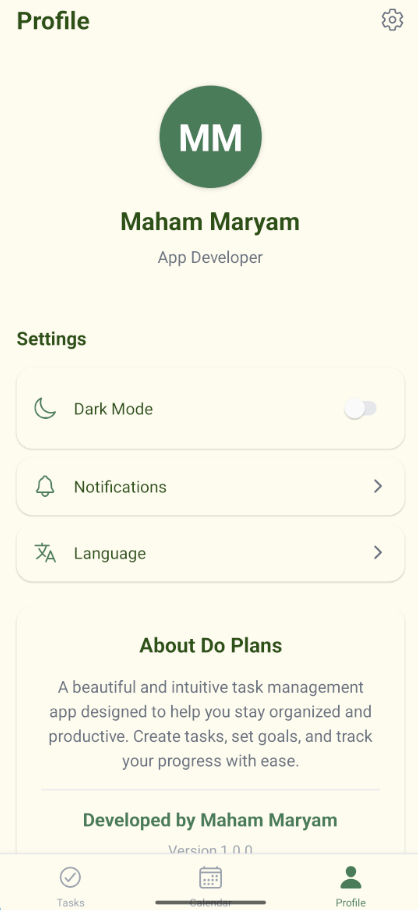 Profile
MM
Maham Maryam
App Developer
Settings
Dark Mode
Notifications
Language
About Do Plans
A beautiful and intuitive task management
app designed to help you stay organized and
productive. Create tasks, set goals, and track
your progress with ease.
Developed by Maham Maryam
Version 1.0.0
Tasks
Calendar
Profile